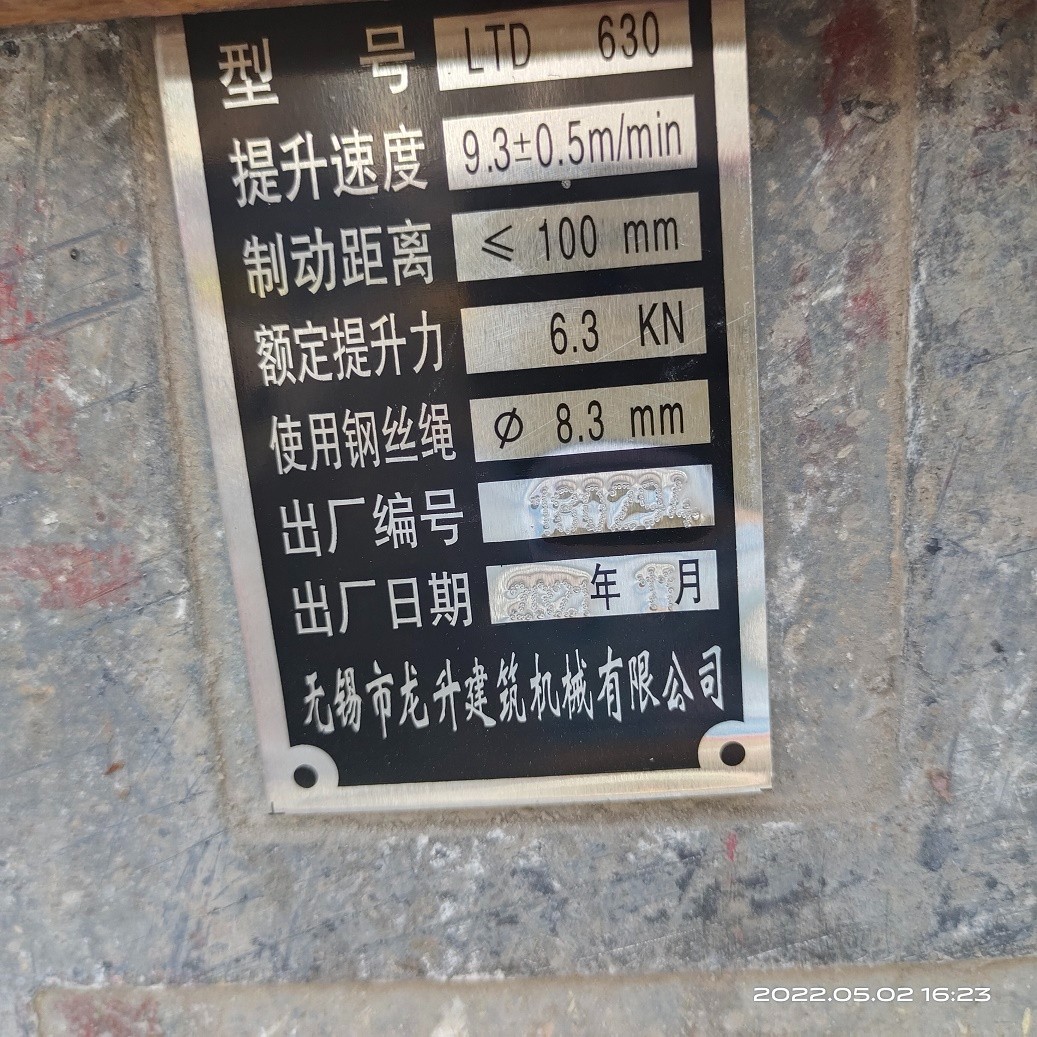 型 号 LTD 630
提升速度 9.3±0.5m/min
制动距离 ≤ 100 mm
额定提升力 6.3 KN
使用钢丝绳 Ø 8.3 mm
出厂编号
出厂日期 2021 年 月
无锡市龙升建筑机械有限公司
2022.05.02 16:23